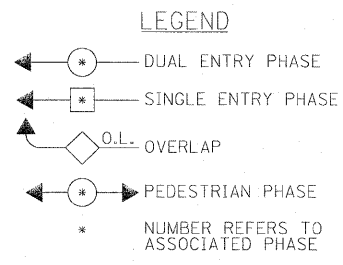 LEGEND
* DUAL ENTRY PHASE
* SINGLE ENTRY PHASE
O.L. OVERLAP
* PEDESTRIAN PHASE
* NUMBER REFERS TO
ASSOCIATED PHASE